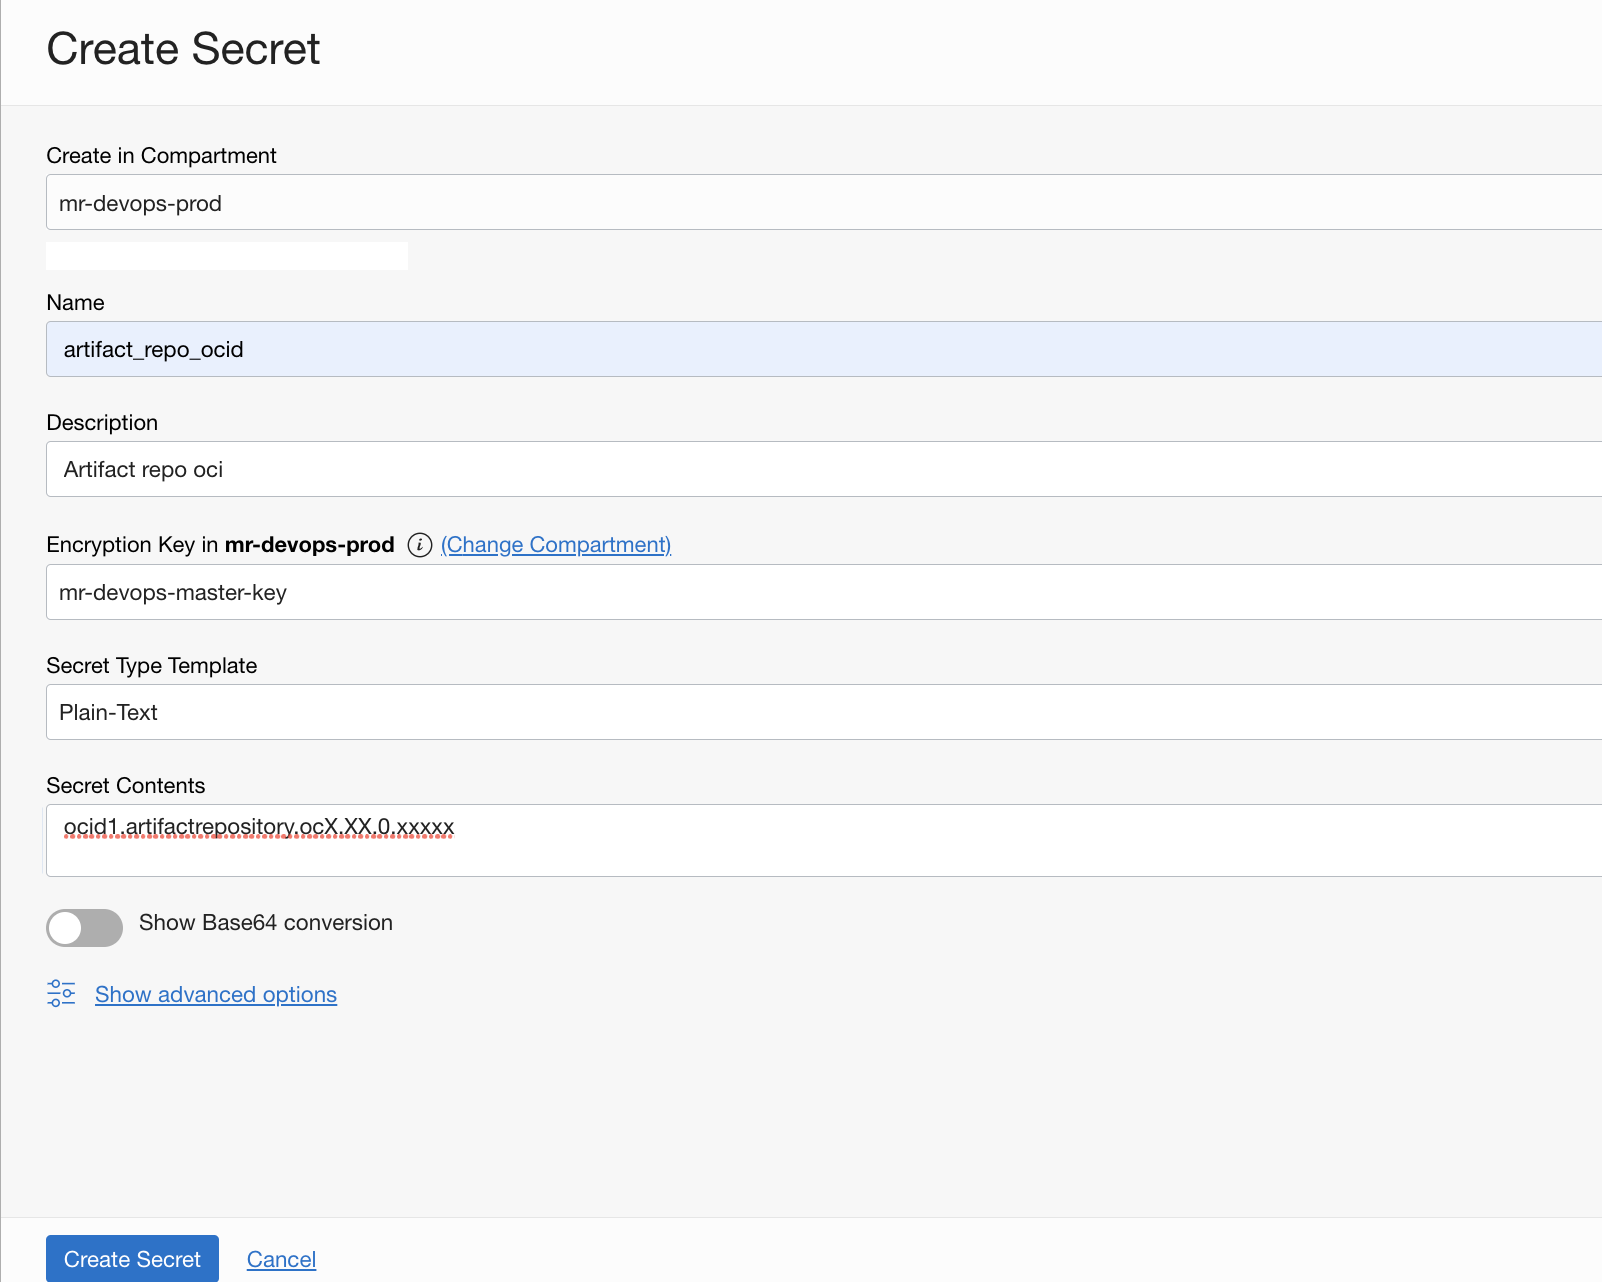 Create Secret
Create in Compartment
mr-devops-prod
Name
artifact_repo_ocid
Description
Artifact repo oci
Encryption Key in mr-devops-prod i (Change Compartment)
mr-devops-master-key
Secret Type Template
Plain-Text
Secret Contents
ocid1.artifactrepository.ocX.XX.0.xxxxx
Show Base64 conversion
Show advanced options
Create Secret Cancel